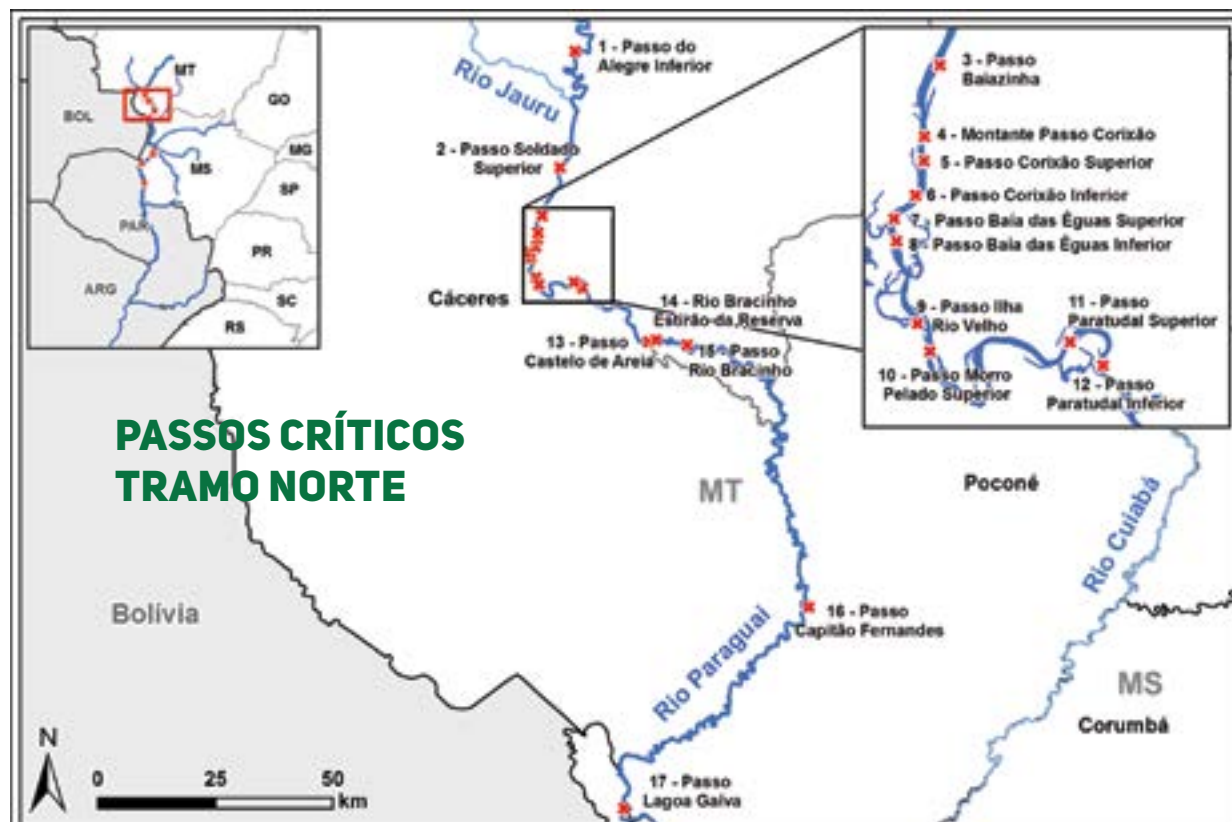 MT
GO
BOL
MG
MS
SP
PAR
PR
ARG
SC
RS
1 - Passo do
Alegre Inferior
Rio Jauru
2 - Passo Soldado
Superior
Cáceres
14 - Rio Bracinho
Estirão da Reserva
13 - Passo
Castelo de Areia
15 - Passo
Rio Bracinho
3 - Passo
Baiazinha
4 - Montante Passo Corixão
5 - Passo Corixão Superior
6 - Passo Corixão Inferior
7 - Passo Baia das Éguas Superior
8 - Passo Baia das Éguas Inferior
9 - Passo Ilha
Rio Velho
10 - Passo Morro
Pelado Superior
11 - Passo
Paratudal Superior
12 - Passo
Paratudal Inferior
PASSOS CRÍTICOS
TRAMO NORTE
MT
Poconé
Rio Cuiabá
Bolívia
16 - Passo
Capitão Fernandes
Rio Paraguai
MS
Corumbá
17 - Passo
Lagoa Gaiva
N
0 25 50
km